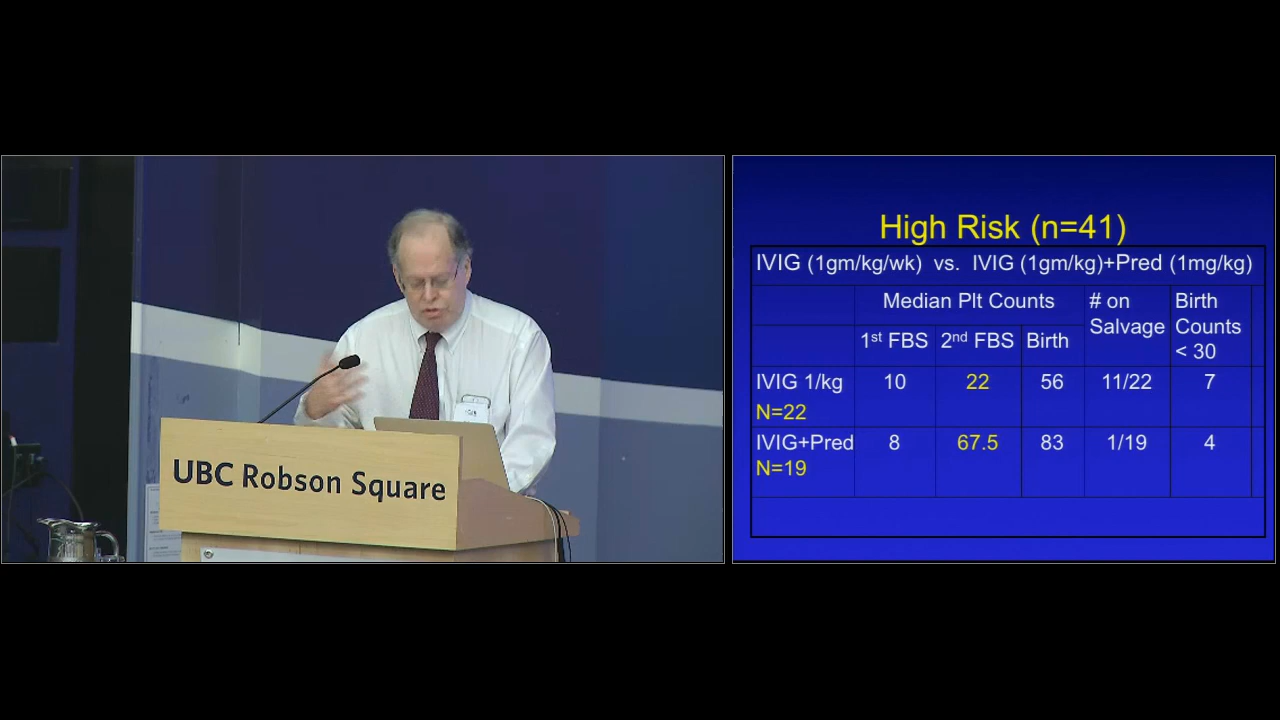 UBC Robson Square
High Risk (n=41)
IVIG (1gm/kg/wk) vs. IVIG (1gm/kg)+Pred (1mg/kg)
Median Plt Counts
# on Salvage
Birth Counts < 30
1st FBS 2nd FBS Birth
IVIG 1/kg N=22 10 22 56 11/22 7
IVIG+Pred N=19 8 67.5 83 1/19 4